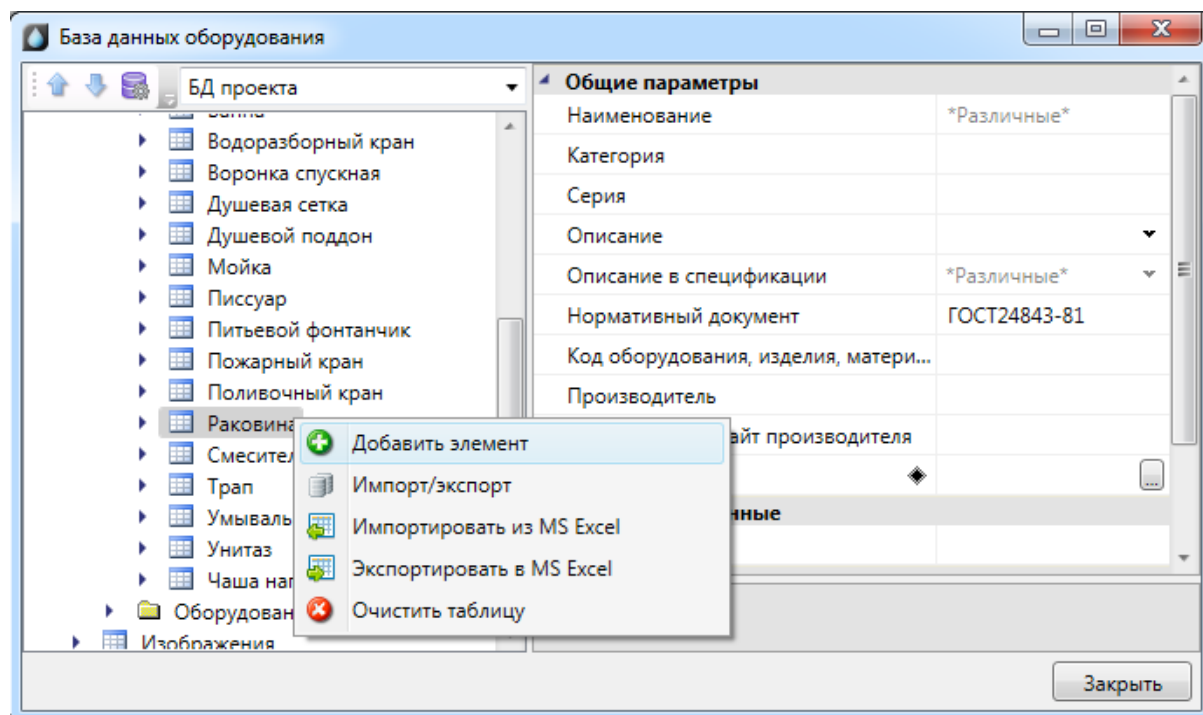 База данных оборудования
БД проекта
Водоразборный кран
Воронка спускная
Душевая сетка
Душевой поддон
Мойка
Писсуар
Питьевой фонтанчик
Пожарный кран
Поливочный кран
Раковина
Смесител
Трап
Умываль
Унитаз
Чаша наг
Оборудован
Изображения
Добавить элемент
Импорт/экспорт
Импортировать из MS Excel
Экспортировать в MS Excel
Очистить таблицу
Общие параметры
Наименование *Различные*
Категория
Серия
Описание
Описание в спецификации *Различные*
Нормативный документ ГОСТ24843-81
Код оборудования, изделия, матери...
Производитель
айт производителя
нные
Закрыть